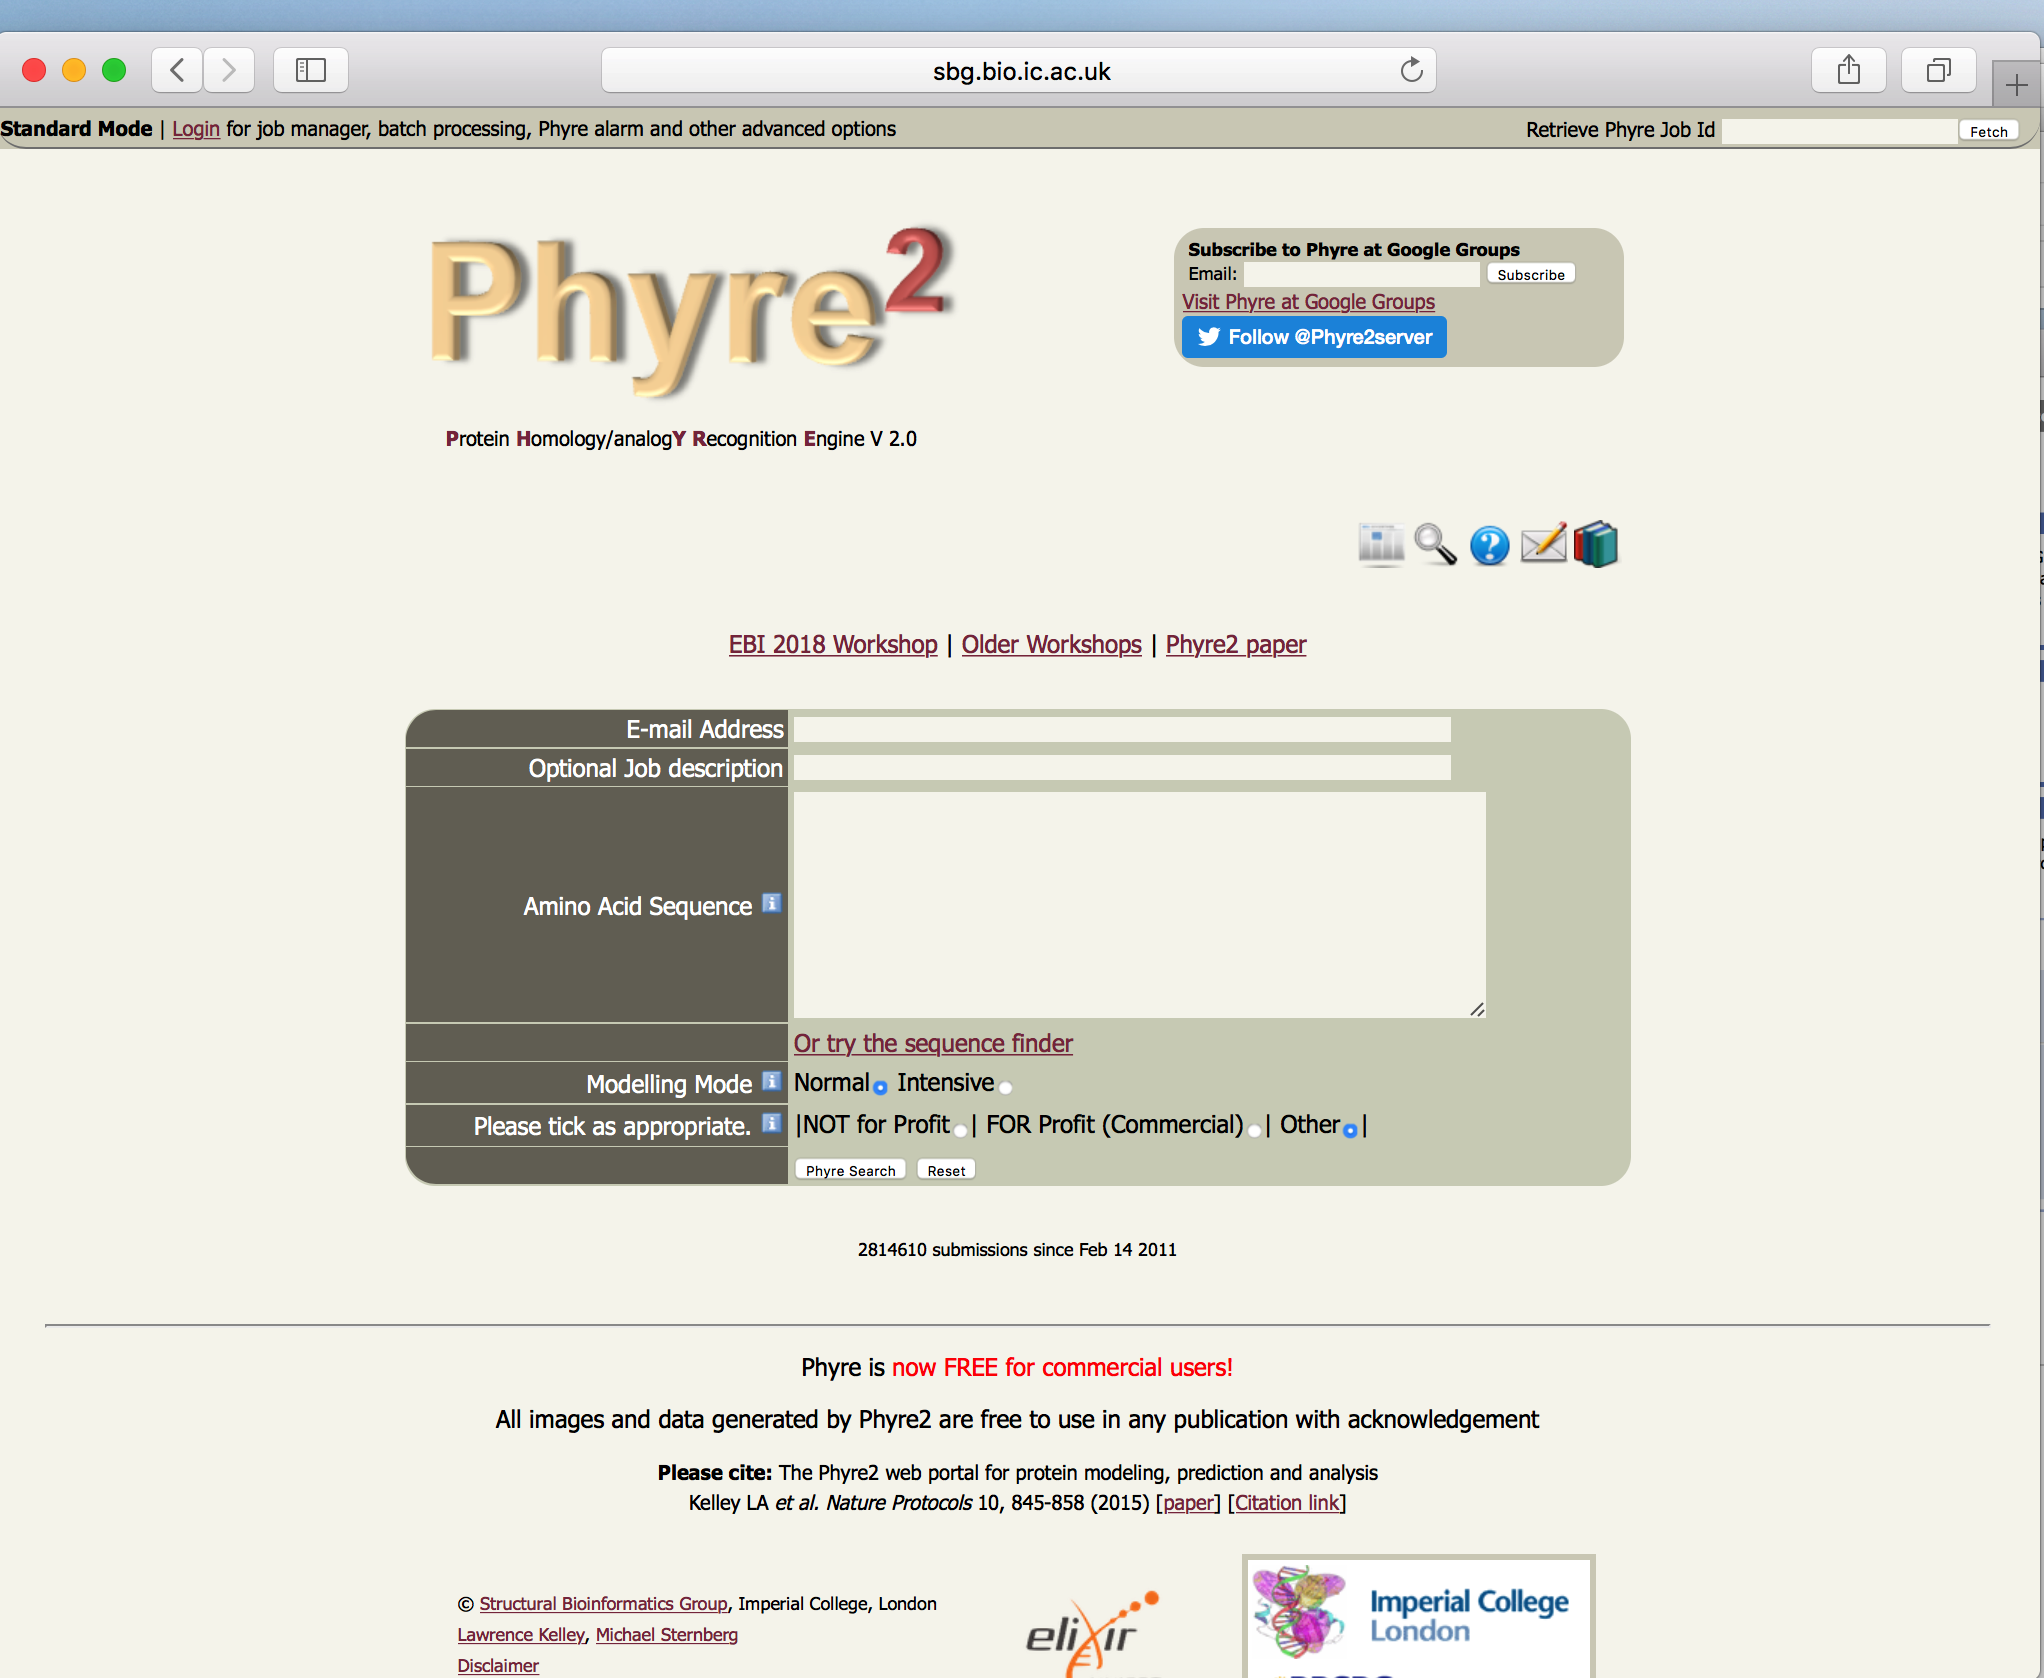 sbg.bio.ic.ac.uk
Standard Mode | Login for job manager, batch processing, Phyre alarm and other advanced options
Retrieve Phyre Job Id Fetch
Phyre2
Subscribe to Phyre at Google Groups
Email: Subscribe
Visit Phyre at Google Groups
Follow @Phyre2server
Protein Homology/analogY Recognition Engine V 2.0
EBI 2018 Workshop | Older Workshops | Phyre2 paper
E-mail Address
Optional Job description
Amino Acid Sequence
Or try the sequence finder
Modelling Mode Normal Intensive
Please tick as appropriate. |NOT for Profit | FOR Profit (Commercial) | Other |
Phyre Search Reset
2814610 submissions since Feb 14 2011
Phyre is now FREE for commercial users!
All images and data generated by Phyre2 are free to use in any publication with acknowledgement
Please cite: The Phyre2 web portal for protein modeling, prediction and analysis
Kelley LA et al. Nature Protocols 10, 845-858 (2015) [paper] [Citation link]
© Structural Bioinformatics Group, Imperial College, London
Lawrence Kelley, Michael Sternberg
Disclaimer
elixir
Imperial College
London